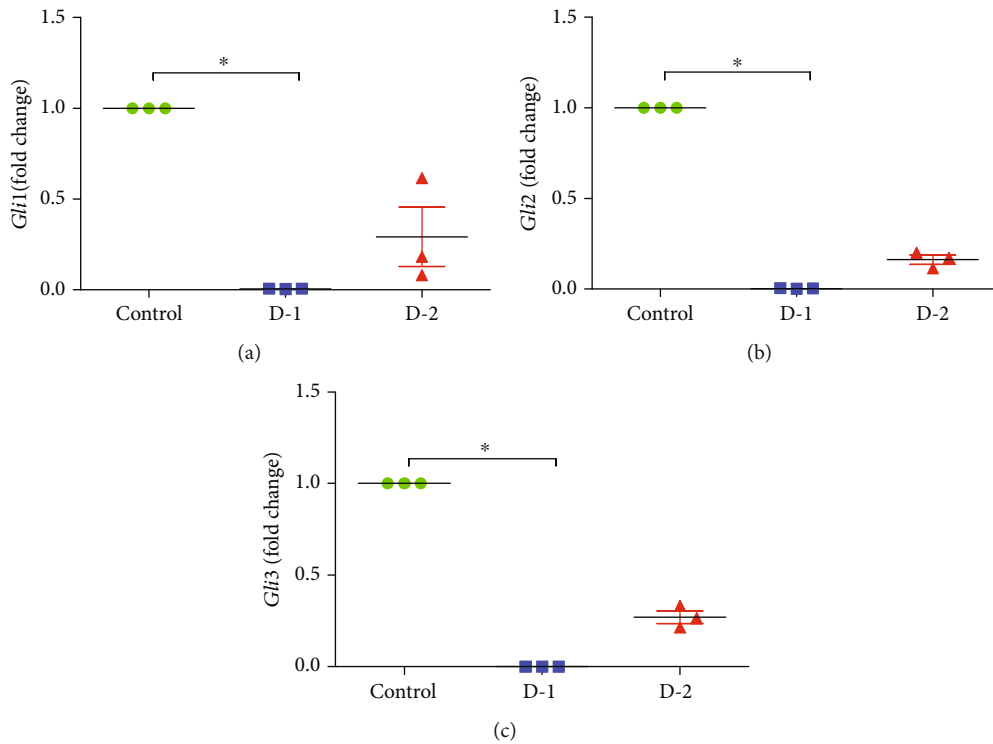 1.5
1.0
0.5
0.0
Gli1(fold change)
*
Control D-1 D-2
(a)
1.5
1.0
0.5
0.0
Gli2 (fold change)
*
Control D-1 D-2
(b)
1.5
1.0
0.5
0.0
Gli3 (fold change)
*
Control D-1 D-2
(c)